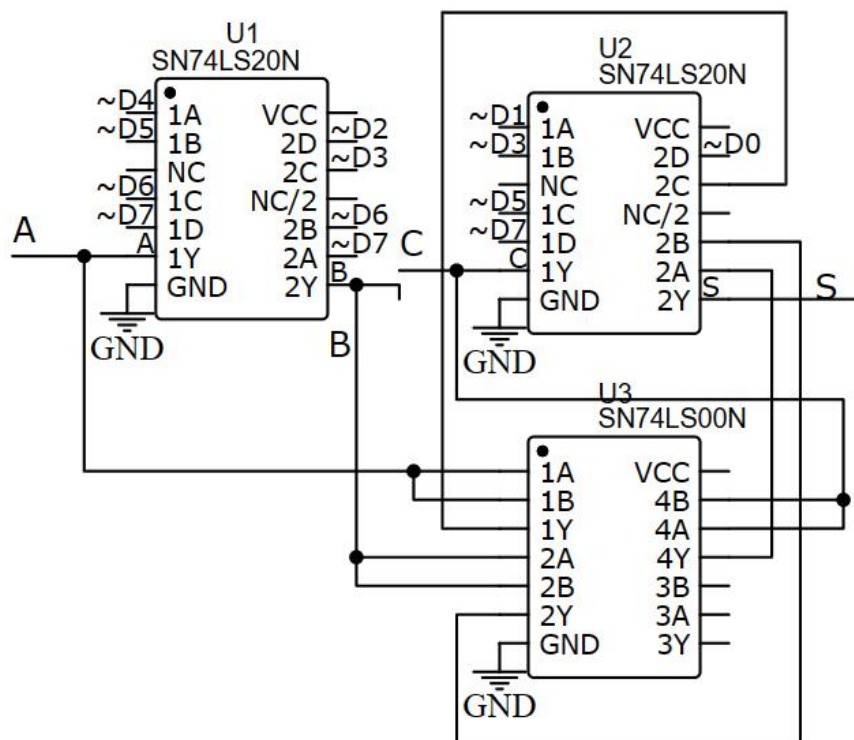 U1
SN74LS20N
~D4
1A
VCC
~D5
1B
2D
~D2
NC
2C
~D3
~D6
1C
NC/2
~D7
1D
2B
~D6
A
A
1Y
2A
~D7
GND
2Y
B
GND
B
U2
SN74LS20N
~D1
1A
VCC
~D3
1B
2D
~D0
NC
2C
~D5
1C
NC/2
~D7
1D
2B
C
C
1Y
2A
GND
2Y
S
S
GND
U3
SN74LS00N
1A
VCC
1B
4B
1Y
4A
2A
4Y
2B
3B
2Y
3A
GND
3Y
GND